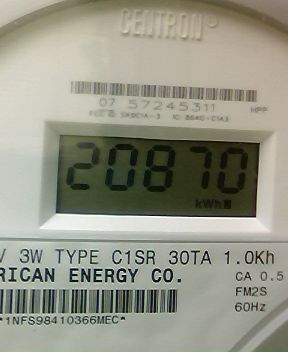 CENTRON®
07 57245311 HPP
20870
kWh
V 3W TYPE C1SR 30TA 1.0Kh
RICAN ENERGY CO. CA 0.5
FM2S
*1NFS98410366MEC* 60Hz